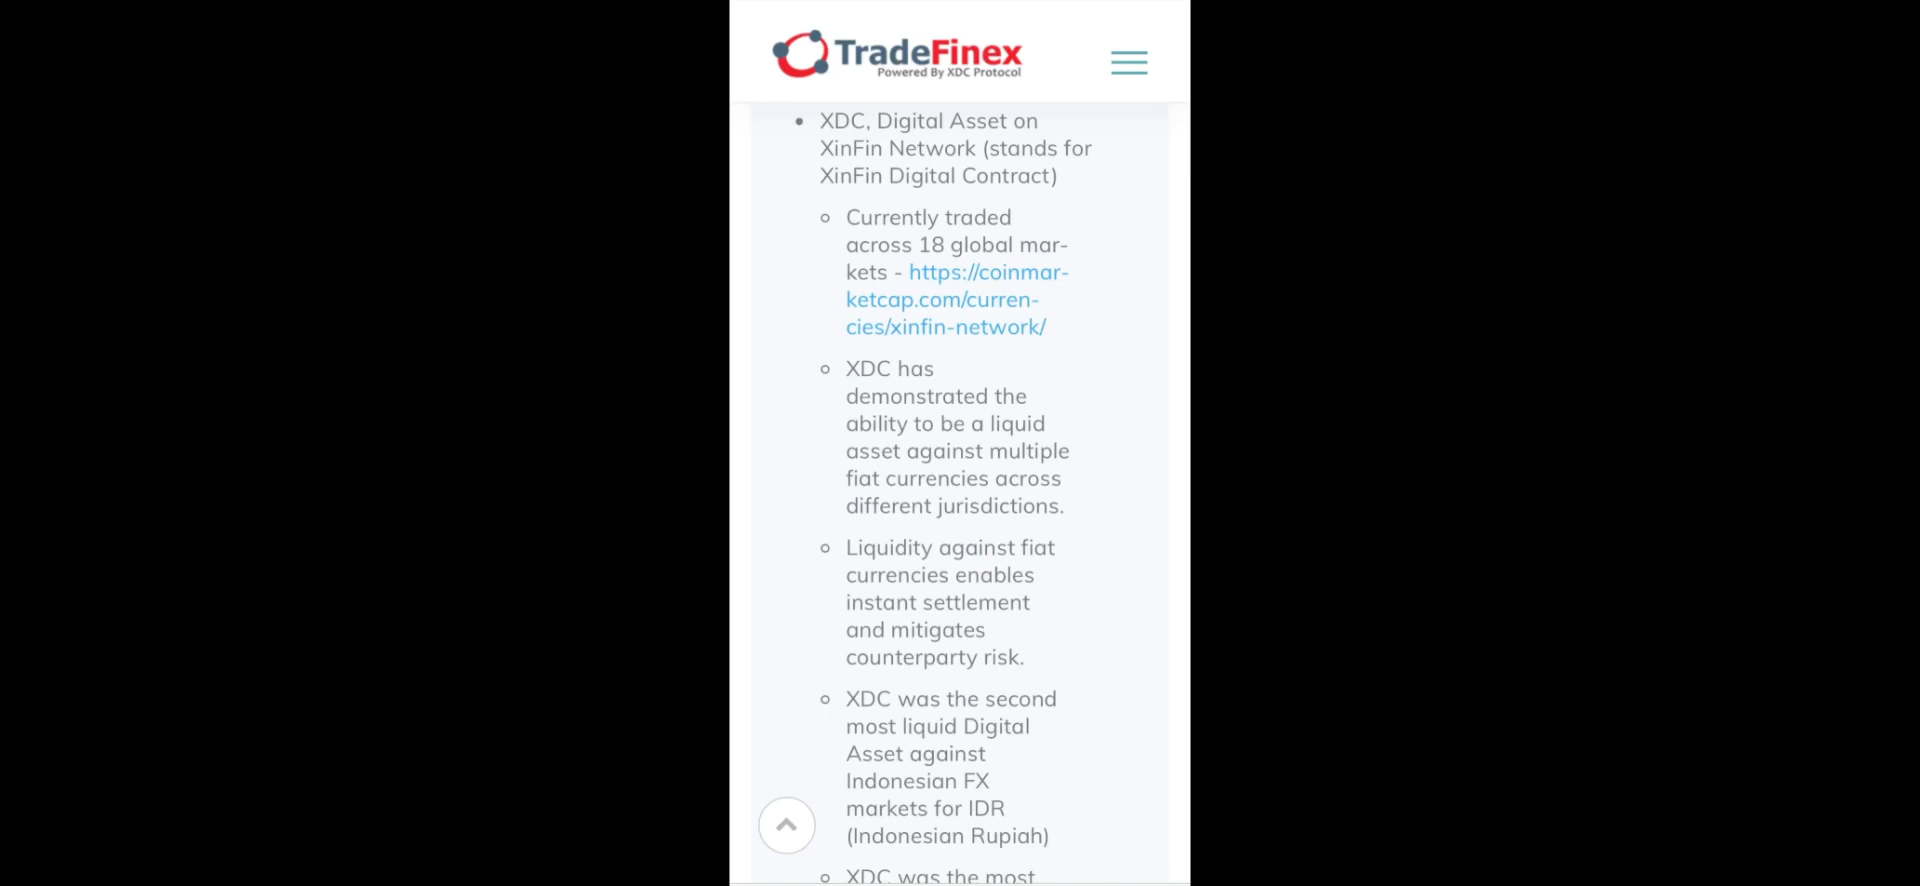 TradeFinex
Powered By XDC Protocol
• XDC, Digital Asset on
XinFin Network (stands for
XinFin Digital Contract)
◦ Currently traded
across 18 global mar-
kets - https://coinmar-
ketcap.com/curren-
cies/xinfin-network/
◦ XDC has
demonstrated the
ability to be a liquid
asset against multiple
fiat currencies across
different jurisdictions.
◦ Liquidity against fiat
currencies enables
instant settlement
and mitigates
counterparty risk.
◦ XDC was the second
most liquid Digital
Asset against
Indonesian FX
markets for IDR
(Indonesian Rupiah)
◦ XDC was the most